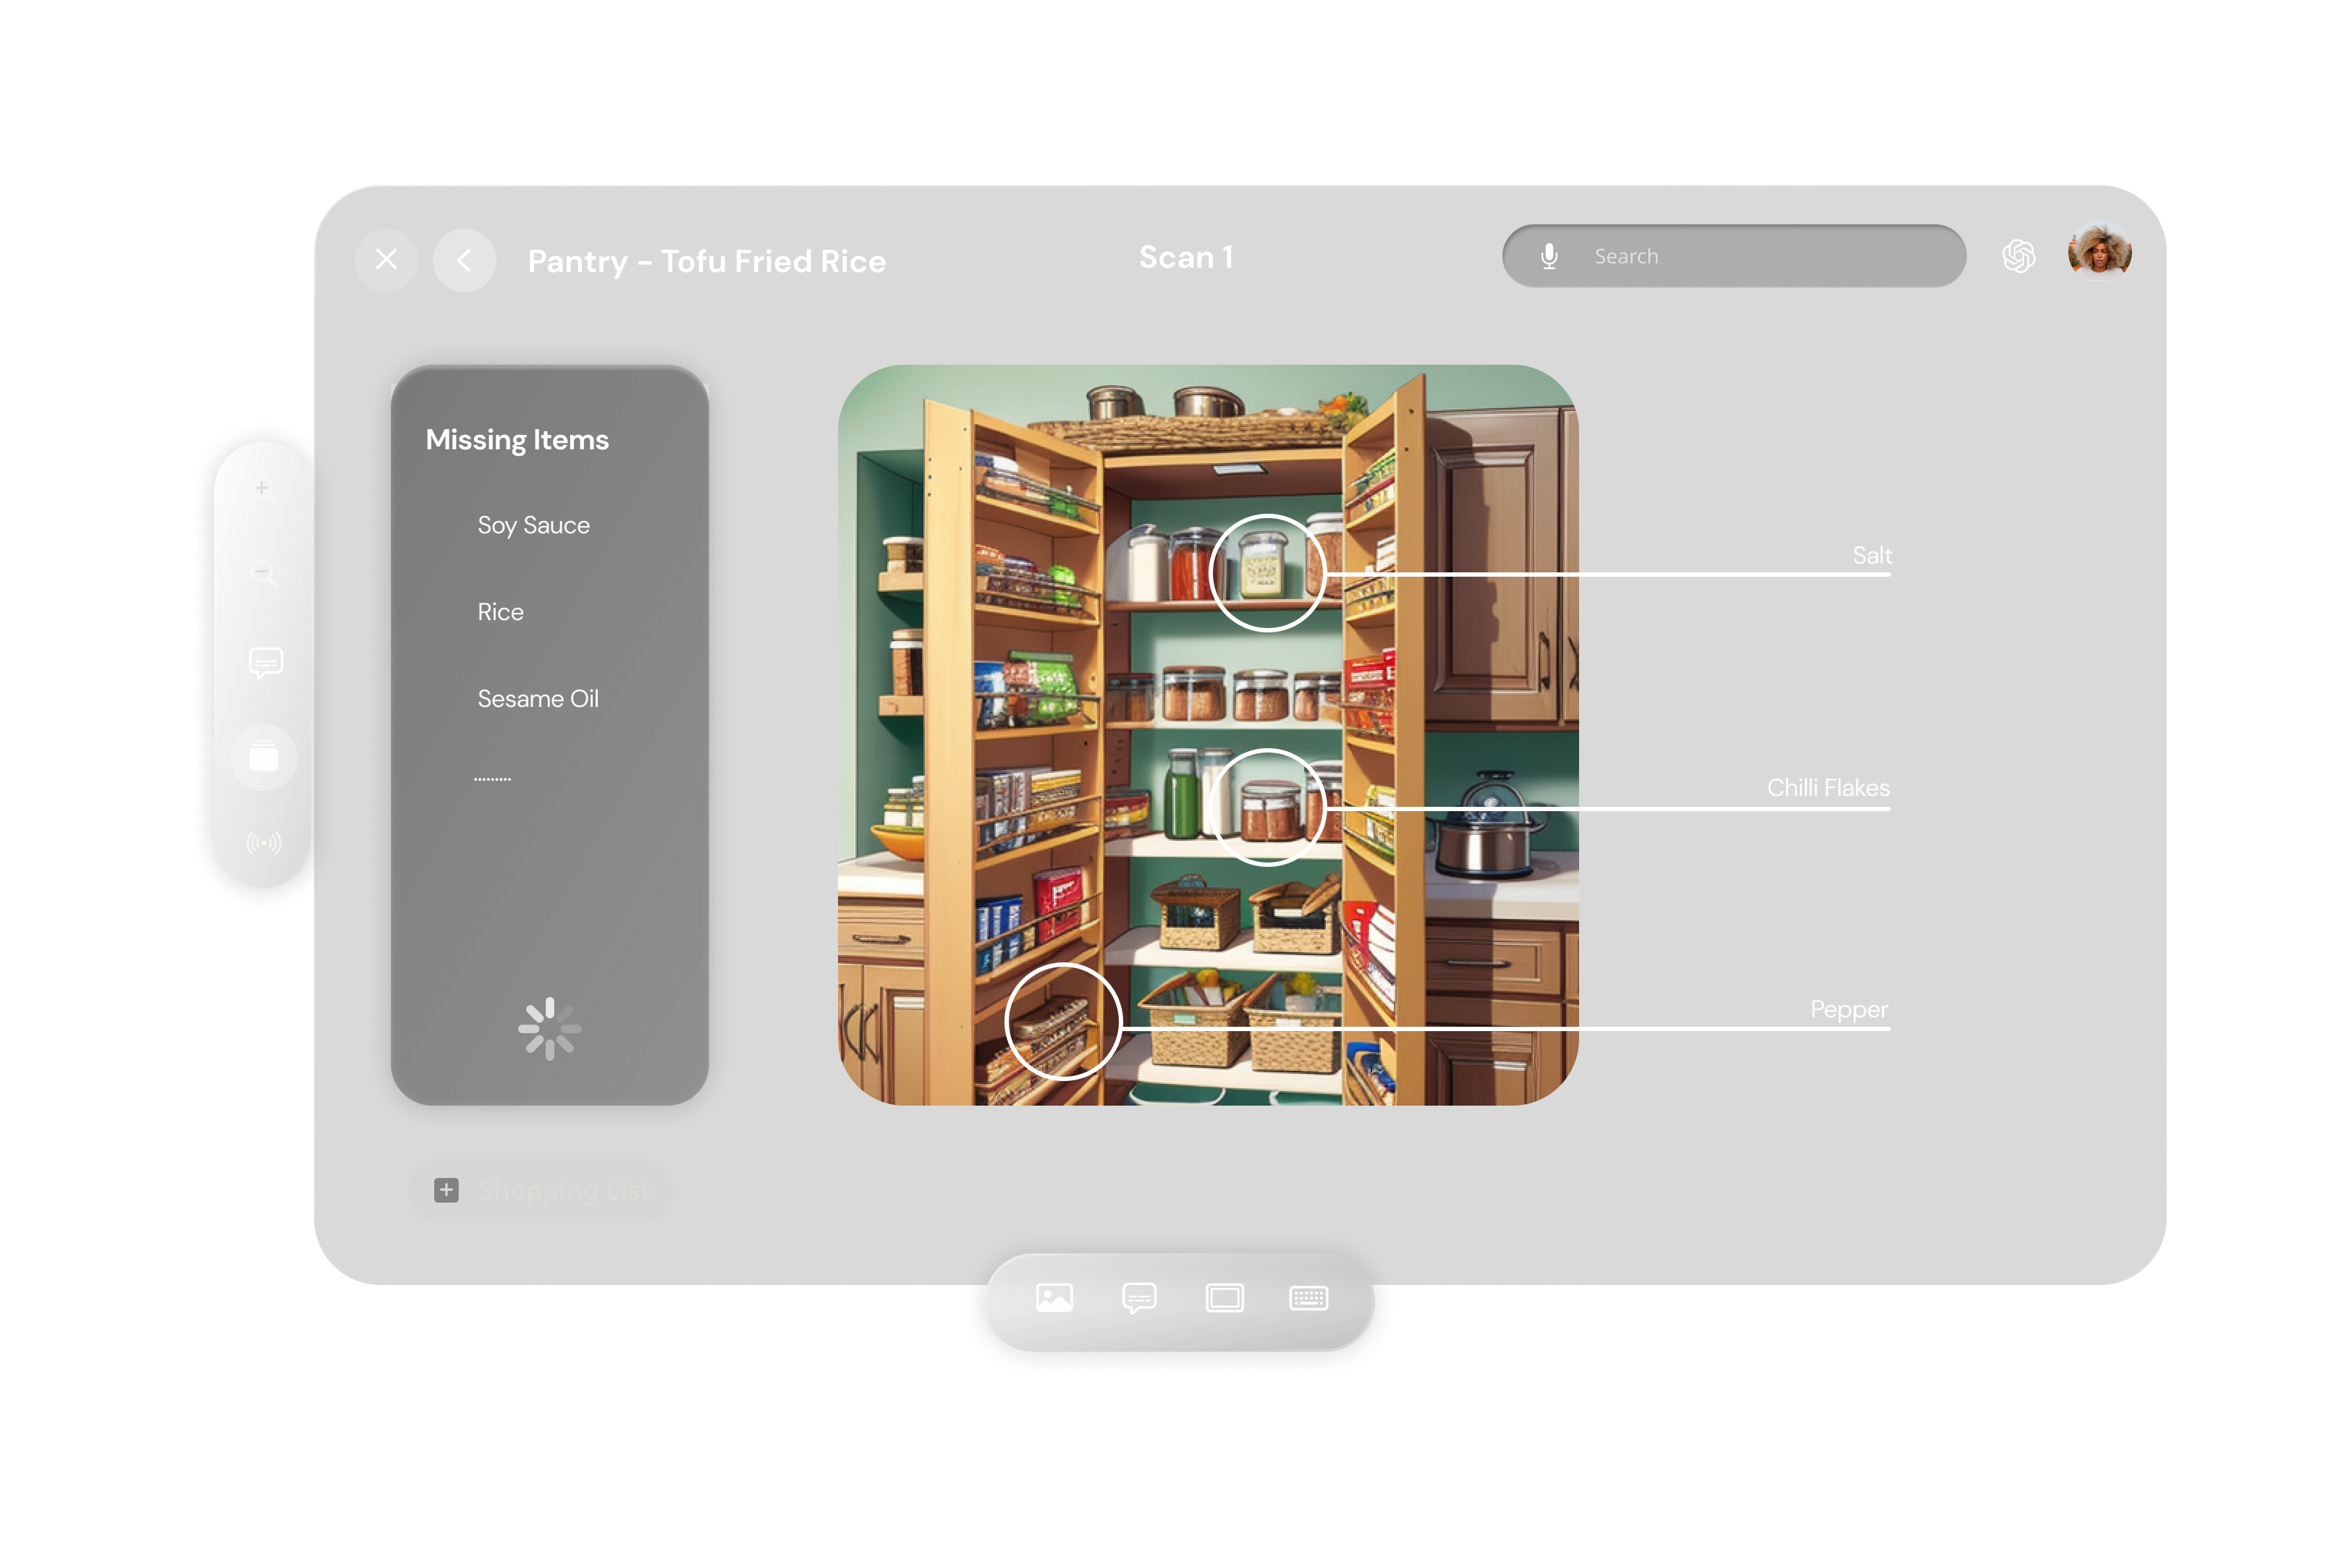 Pantry - Tofu Fried Rice
Scan 1
Search
Missing Items
Soy Sauce
Rice
Sesame Oil
.........
Salt
Chilli Flakes
Pepper
Shopping List